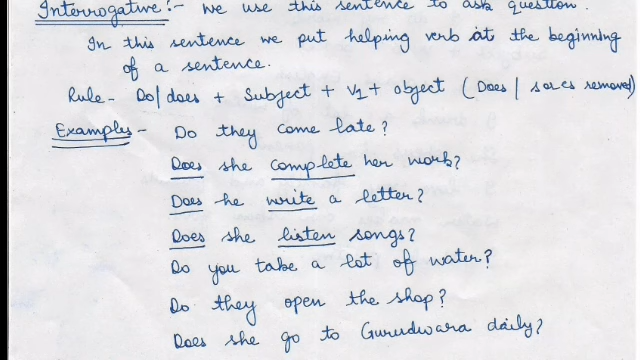 Interrogative:- We use this sentence to ask question.
In this sentence we put helping verb at the beginning
of a sentence.
Rule- Do/does + Subject + V1 + object (Does | s or es removed)
Examples- Do they come late?
Does she complete her work?
Does he write a letter?
Does she listen songs?
Do you take a lot of water?
Do they open the shop?
Does she go to Gurudwara daily?